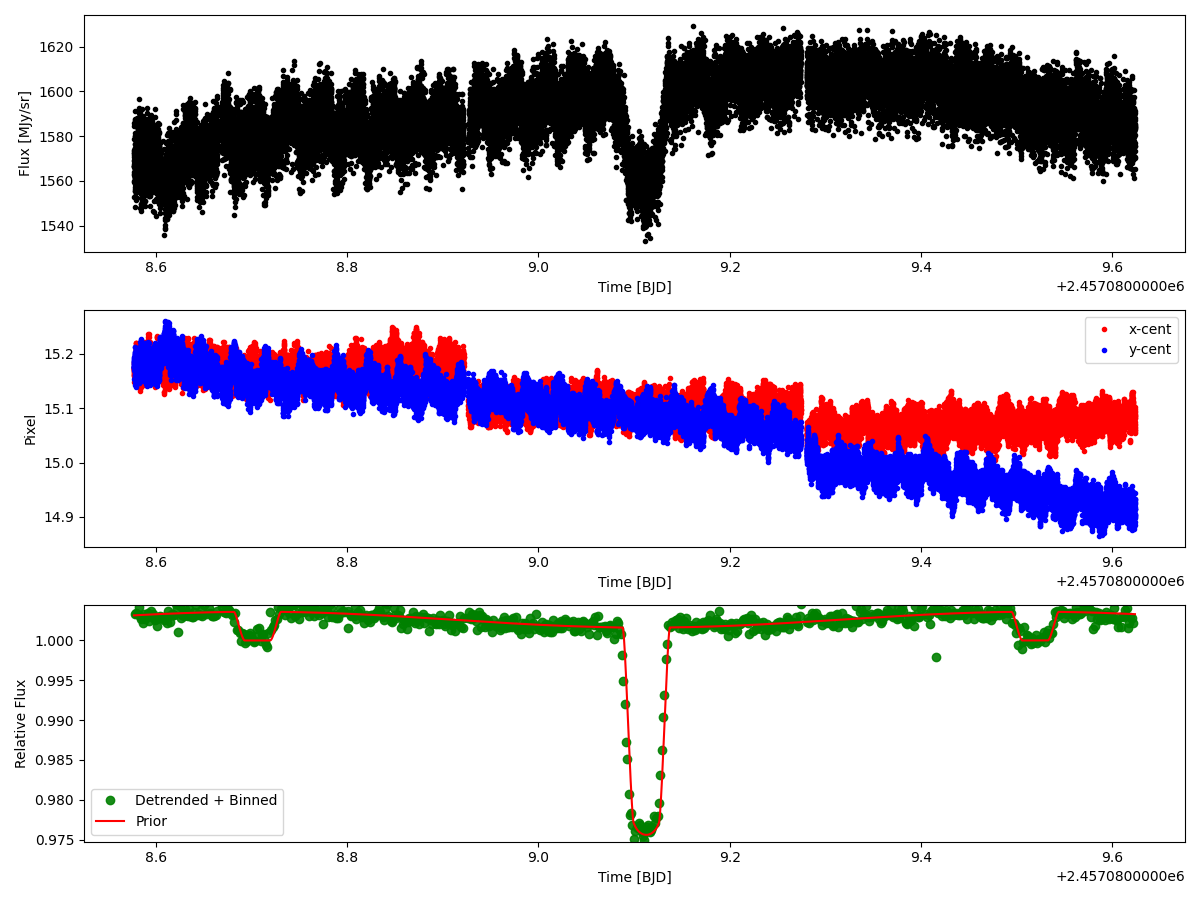 Flux [MJy/sr]
1620
1600
1580
1560
1540
8.6 8.8 9.0 9.2 9.4 9.6
Time [BJD]
+2.4570800000e6
Pixel
15.2
15.1
15.0
14.9
x-cent
y-cent
8.6 8.8 9.0 9.2 9.4 9.6
Time [BJD]
+2.4570800000e6
Relative Flux
1.000
0.995
0.990
0.985
0.980
0.975
Detrended + Binned
Prior
8.6 8.8 9.0 9.2 9.4 9.6
Time [BJD]
+2.4570800000e6